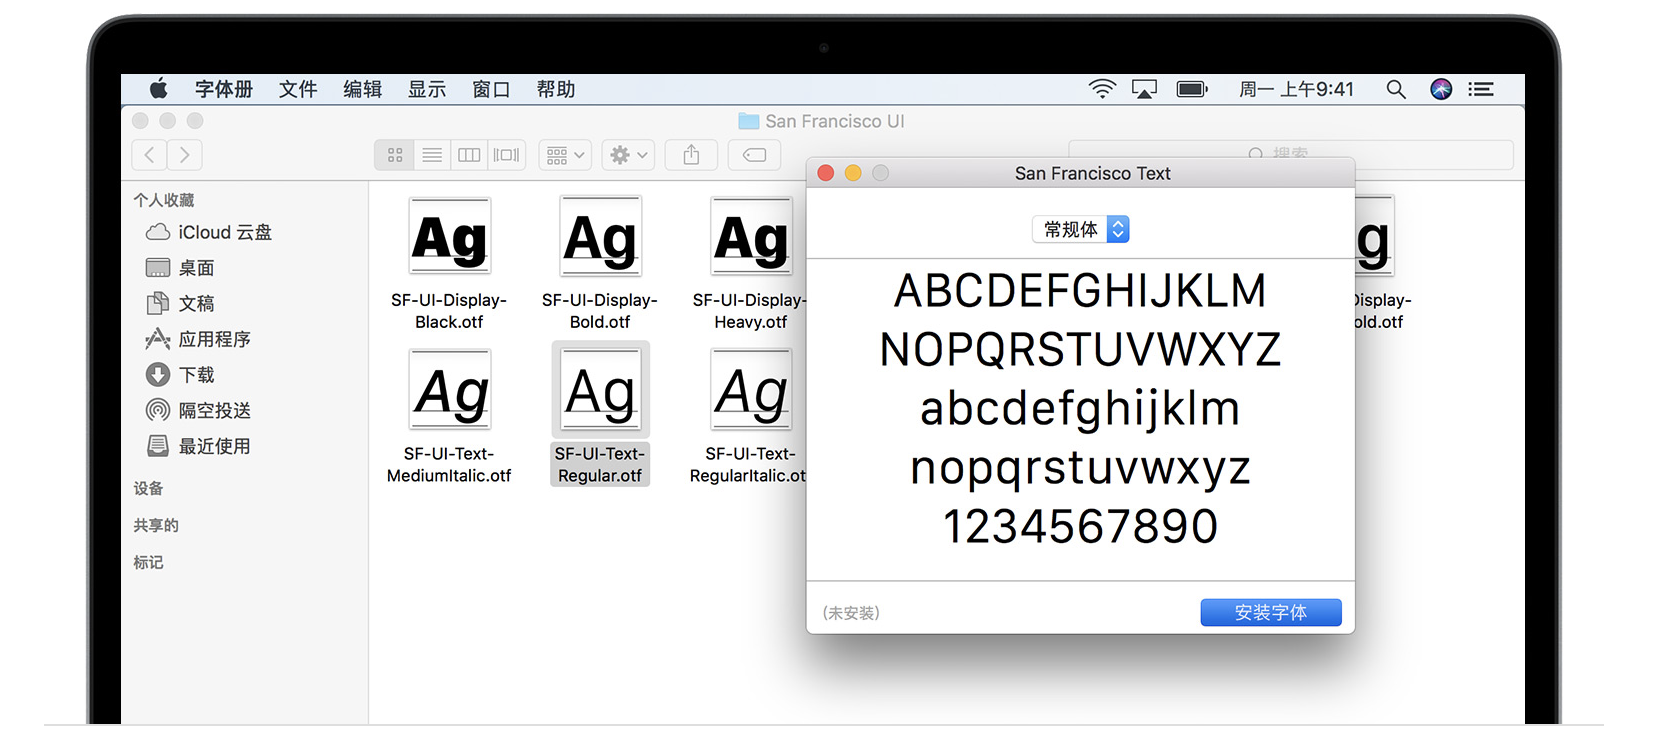 字体册 文件 编辑 显示 窗口 帮助 周一 上午9:41
San Francisco UI
搜索
个人收藏
iCloud 云盘
桌面
文稿
应用程序
下载
隔空投送
最近使用
设备
共享的
标记
Ag Ag Ag g
SF-UI-Display-
Black.otf
SF-UI-Display-
Bold.otf
SF-UI-Display-
Heavy.otf
isplay-
old.otf
Ag Ag Ag
SF-UI-Text-
MediumItalic.otf
SF-UI-Text-
Regular.otf
SF-UI-Text-
RegularItalic.ot
San Francisco Text
常规体
ABCDEFGHIJKLM
NOPQRSTUVWXYZ
abcdefghijklm
nopqrstuvwxyz
1234567890
(未安装)
安装字体